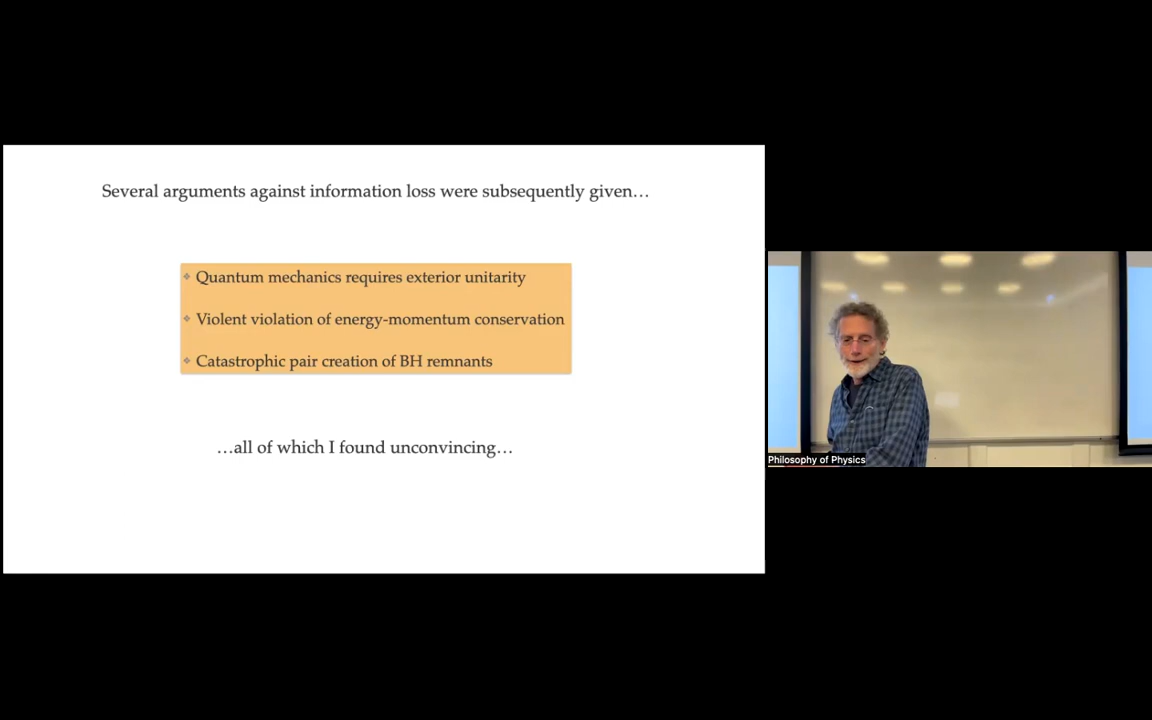 Several arguments against information loss were subsequently given…
Quantum mechanics requires exterior unitarity
Violent violation of energy-momentum conservation
Catastrophic pair creation of BH remnants
…all of which I found unconvincing…
Philosophy of Physics